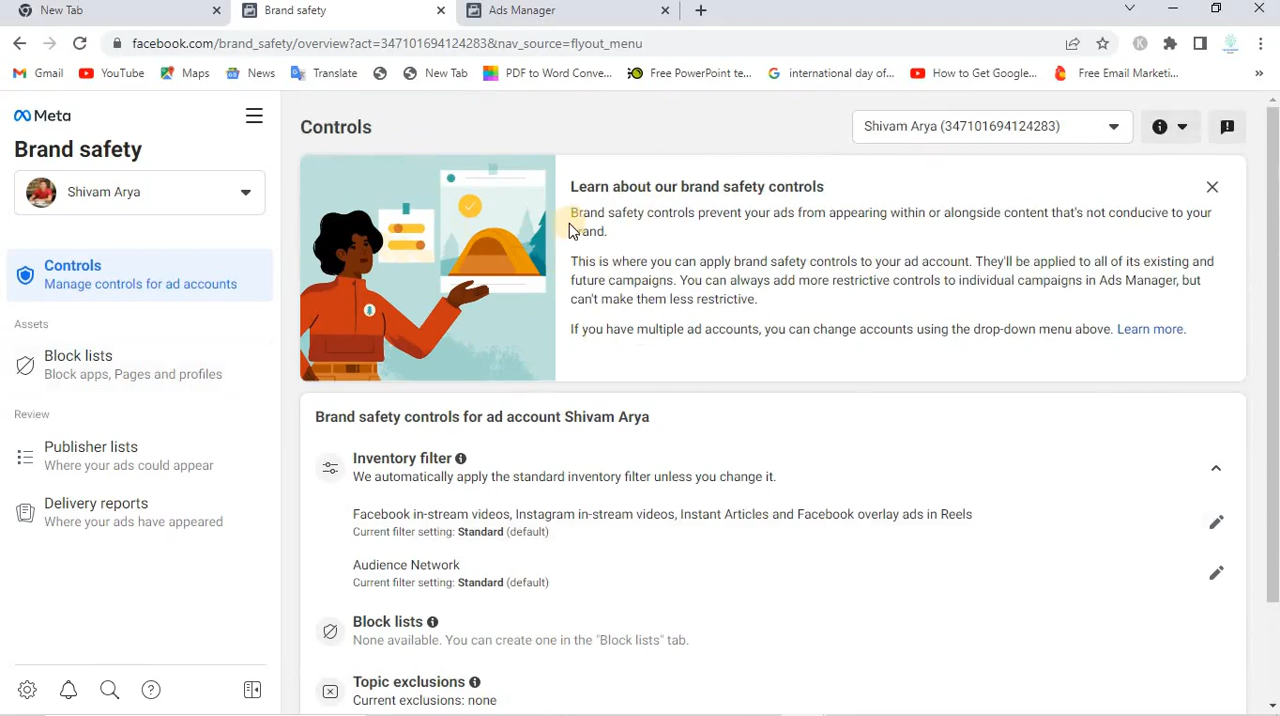 New Tab
Brand safety
Ads Manager
facebook.com/brand_safety/overview?act=347101694124283&nav_source=flyout_menu
K
Gmail
YouTube
Maps
News
Translate
New Tab
PDF to Word Conve...
Free PowerPoint te...
international day of...
How to Get Google...
Free Email Marketi...
Meta
Brand safety
Shivam Arya
Controls
Manage controls for ad accounts
Assets
Block lists
Block apps, Pages and profiles
Review
Publisher lists
Where your ads could appear
Delivery reports
Where your ads have appeared
Controls
Shivam Arya (347101694124283)
Learn about our brand safety controls
Brand safety controls prevent your ads from appearing within or alongside content that's not conducive to your
brand.
This is where you can apply brand safety controls to your ad account. They'll be applied to all of its existing and
future campaigns. You can always add more restrictive controls to individual campaigns in Ads Manager, but
can't make them less restrictive.
If you have multiple ad accounts, you can change accounts using the drop-down menu above. Learn more.
Brand safety controls for ad account Shivam Arya
Inventory filter
We automatically apply the standard inventory filter unless you change it.
Facebook in-stream videos, Instagram in-stream videos, Instant Articles and Facebook overlay ads in Reels
Current filter setting: Standard (default)
Audience Network
Current filter setting: Standard (default)
Block lists
None available. You can create one in the "Block lists" tab.
Topic exclusions
Current exclusions: none